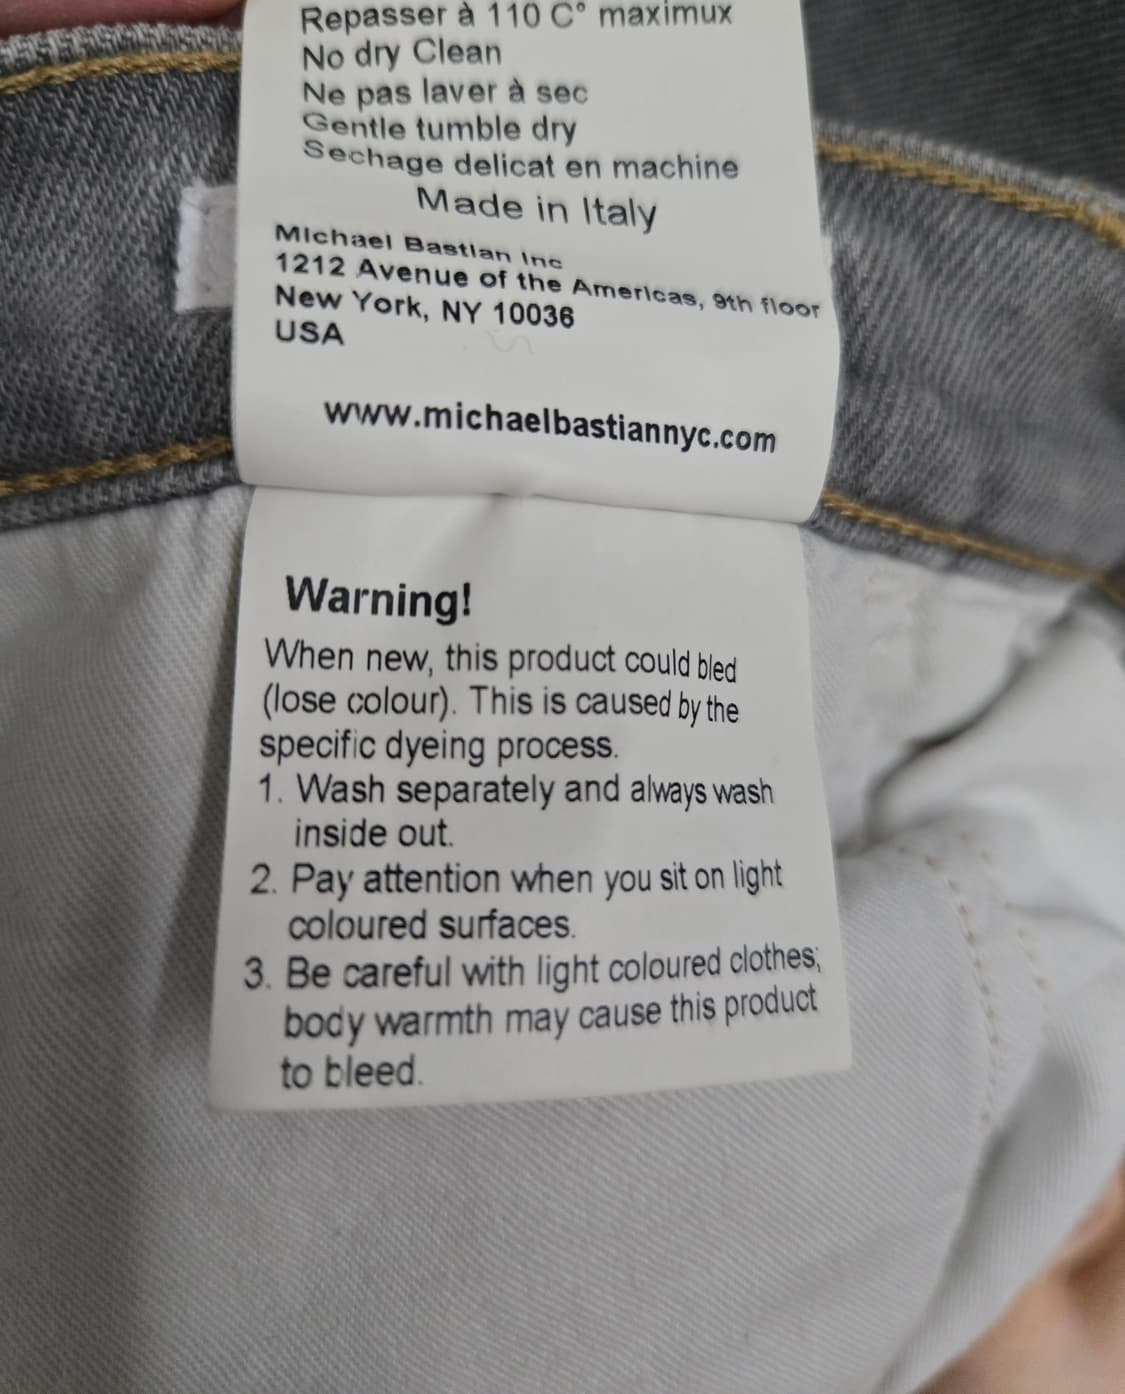 Repasser à 110 C° maximux
No dry Clean
Ne pas laver à sec
Gentle tumble dry
Sechage delicat en machine
Made in Italy
Michael Bastian Inc
1212 Avenue of the Americas, 9th floor
New York, NY 10036
USA
www.michaelbastiannyc.com
Warning!
When new, this product could bled
(lose colour). This is caused by the
specific dyeing process.
1. Wash separately and always wash
inside out.
2. Pay attention when you sit on light
coloured surfaces.
3. Be careful with light coloured clothes;
body warmth may cause this product
to bleed.